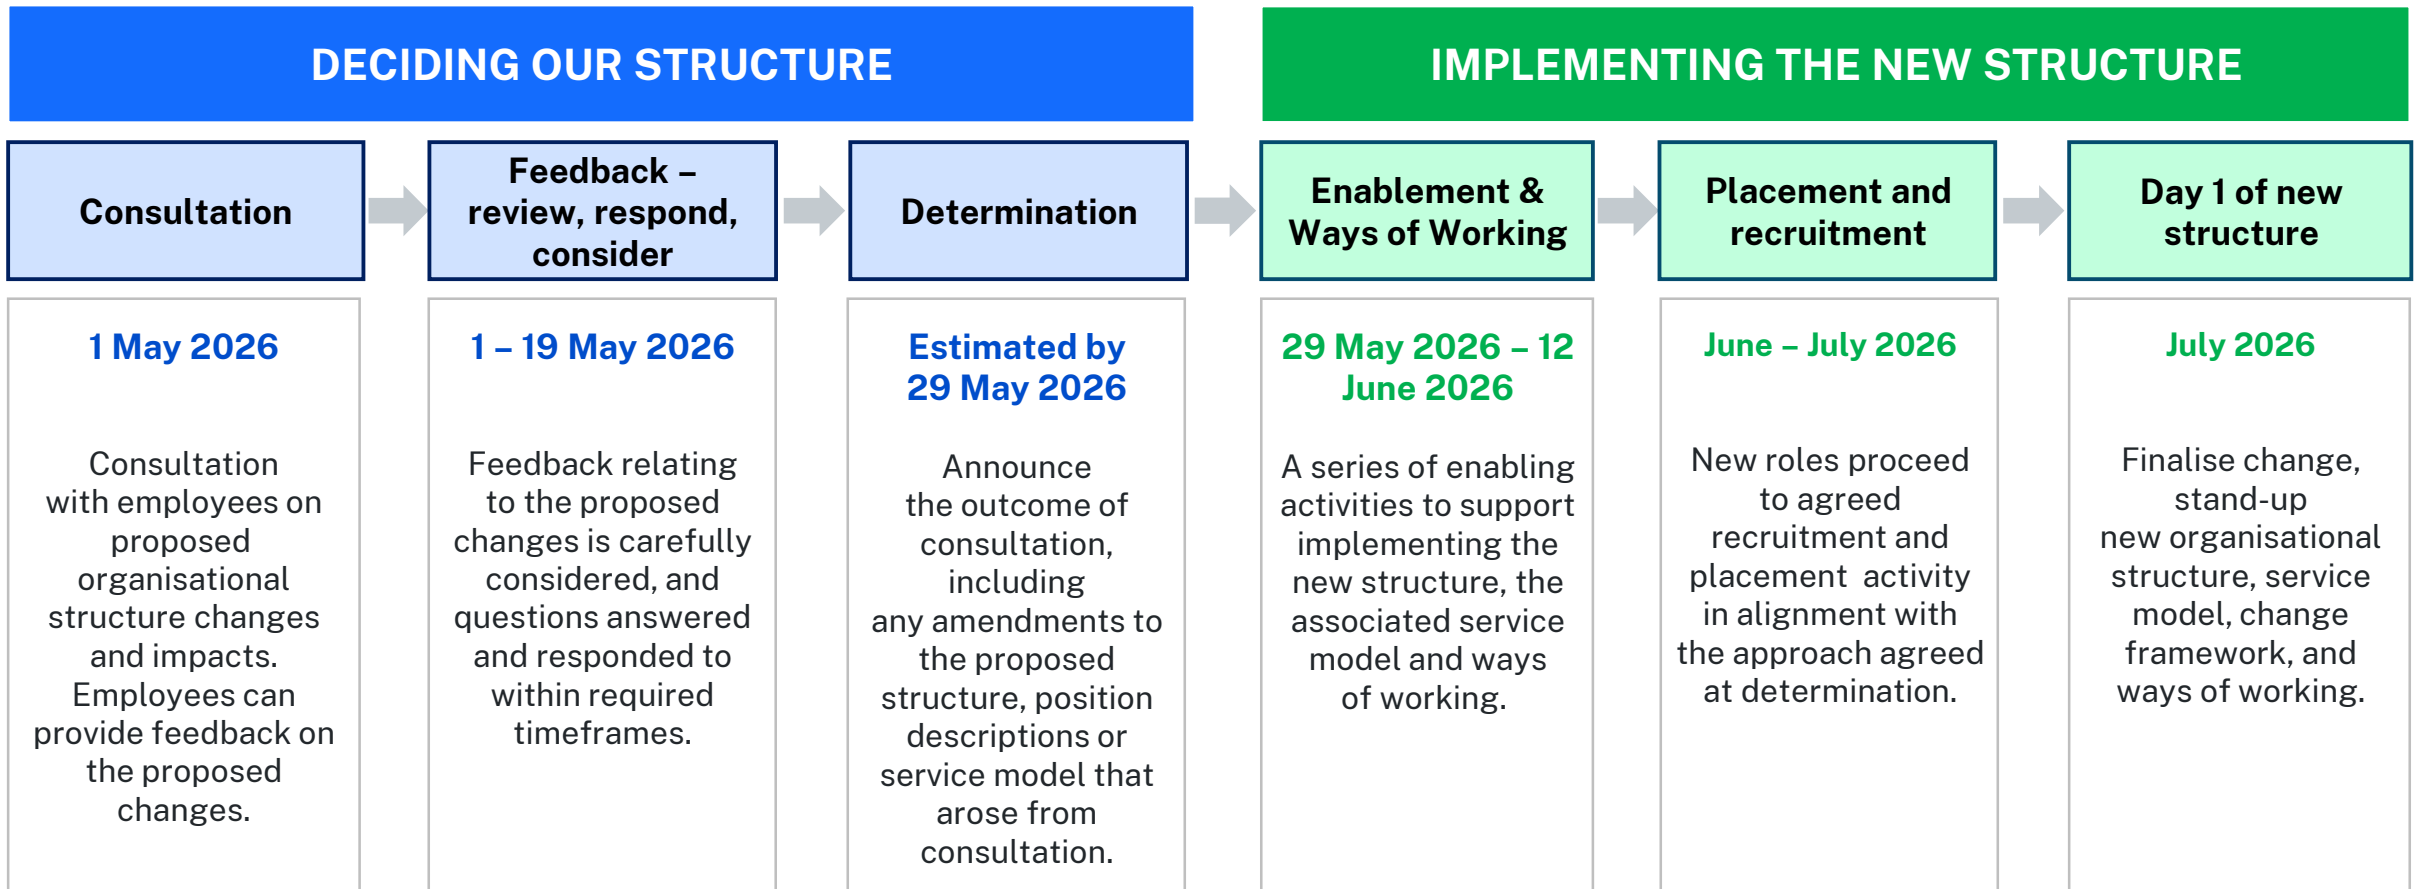 DECIDING OUR STRUCTURE
IMPLEMENTING THE NEW STRUCTURE
Consultation
Feedback –
review, respond,
consider
Determination
Enablement &
Ways of Working
Placement and
recruitment
Day 1 of new
structure
1 May 2026
Consultation
with employees on
proposed
organisational
structure changes
and impacts.
Employees can
provide feedback on
the proposed
changes.
1 – 19 May 2026
Feedback relating
to the proposed
changes is carefully
considered, and
questions answered
and responded to
within required
timeframes.
Estimated by
29 May 2026
Announce
the outcome of
consultation,
including
any amendments to
the proposed
structure, position
descriptions or
service model that
arose from
consultation.
29 May 2026 – 12
June 2026
A series of enabling
activities to support
implementing the
new structure, the
associated service
model and ways
of working.
June – July 2026
New roles proceed
to agreed
recruitment and
placement  activity
in alignment with
the approach agreed
at determination.
July 2026
Finalise change,
stand-up
new organisational
structure, service
model, change
framework, and
ways of working.